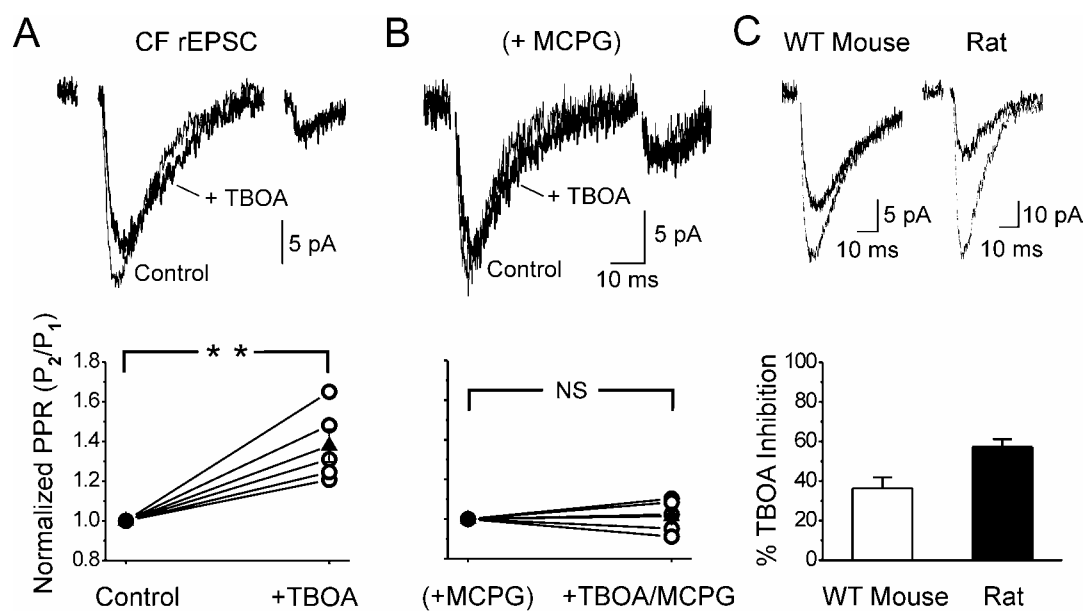 A
CF rEPSC
+ TBOA
Control
5 pA
B
(+ MCPG)
+ TBOA
Control
5 pA
10 ms
C
WT Mouse
Rat
5 pA
10 ms
10 pA
10 ms
Normalized PPR (P2/P1)
1.8
1.6
1.4
1.2
1.0
0.8
* *
Control
+TBOA
NS
(+MCPG)
+TBOA/MCPG
% TBOA Inhibition
100
80
60
40
20
0
WT Mouse
Rat